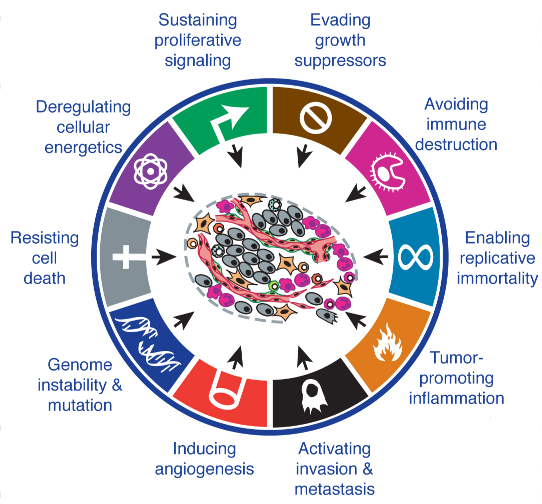 Sustaining
proliferative
signaling
Evading
growth
suppressors
Avoiding
immune
destruction
Enabling
replicative
immortality
Tumor-
promoting
inflammation
Activating
invasion &
metastasis
Inducing
angiogenesis
Genome
instability &
mutation
Resisting
cell
death
Deregulating
cellular
energetics